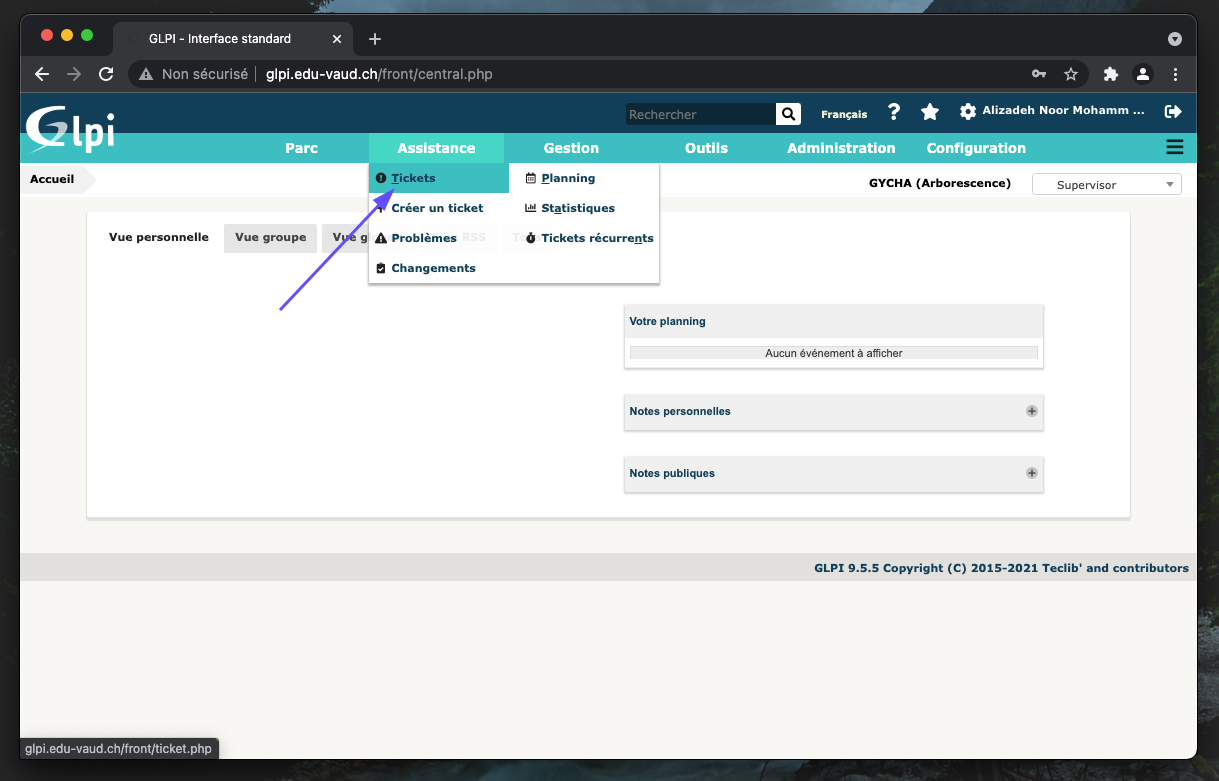 GLPI - Interface standard
Non sécurisé glpi.edu-vaud.ch/front/central.php
Glpi
Rechercher
Français
Alizadeh Noor Mohamm ...
Parc Assistance Gestion Outils Administration Configuration
Accueil
GYCHA (Arborescence)
Supervisor
Tickets
Planning
Créer un ticket
Statistiques
Problèmes
Tickets récurrents
Changements
Vue personnelle Vue groupe Vue g RSS
Votre planning
Aucun événement à afficher
Notes personnelles
Notes publiques
GLPI 9.5.5 Copyright (C) 2015-2021 Teclib' and contributors
glpi.edu-vaud.ch/front/ticket.php